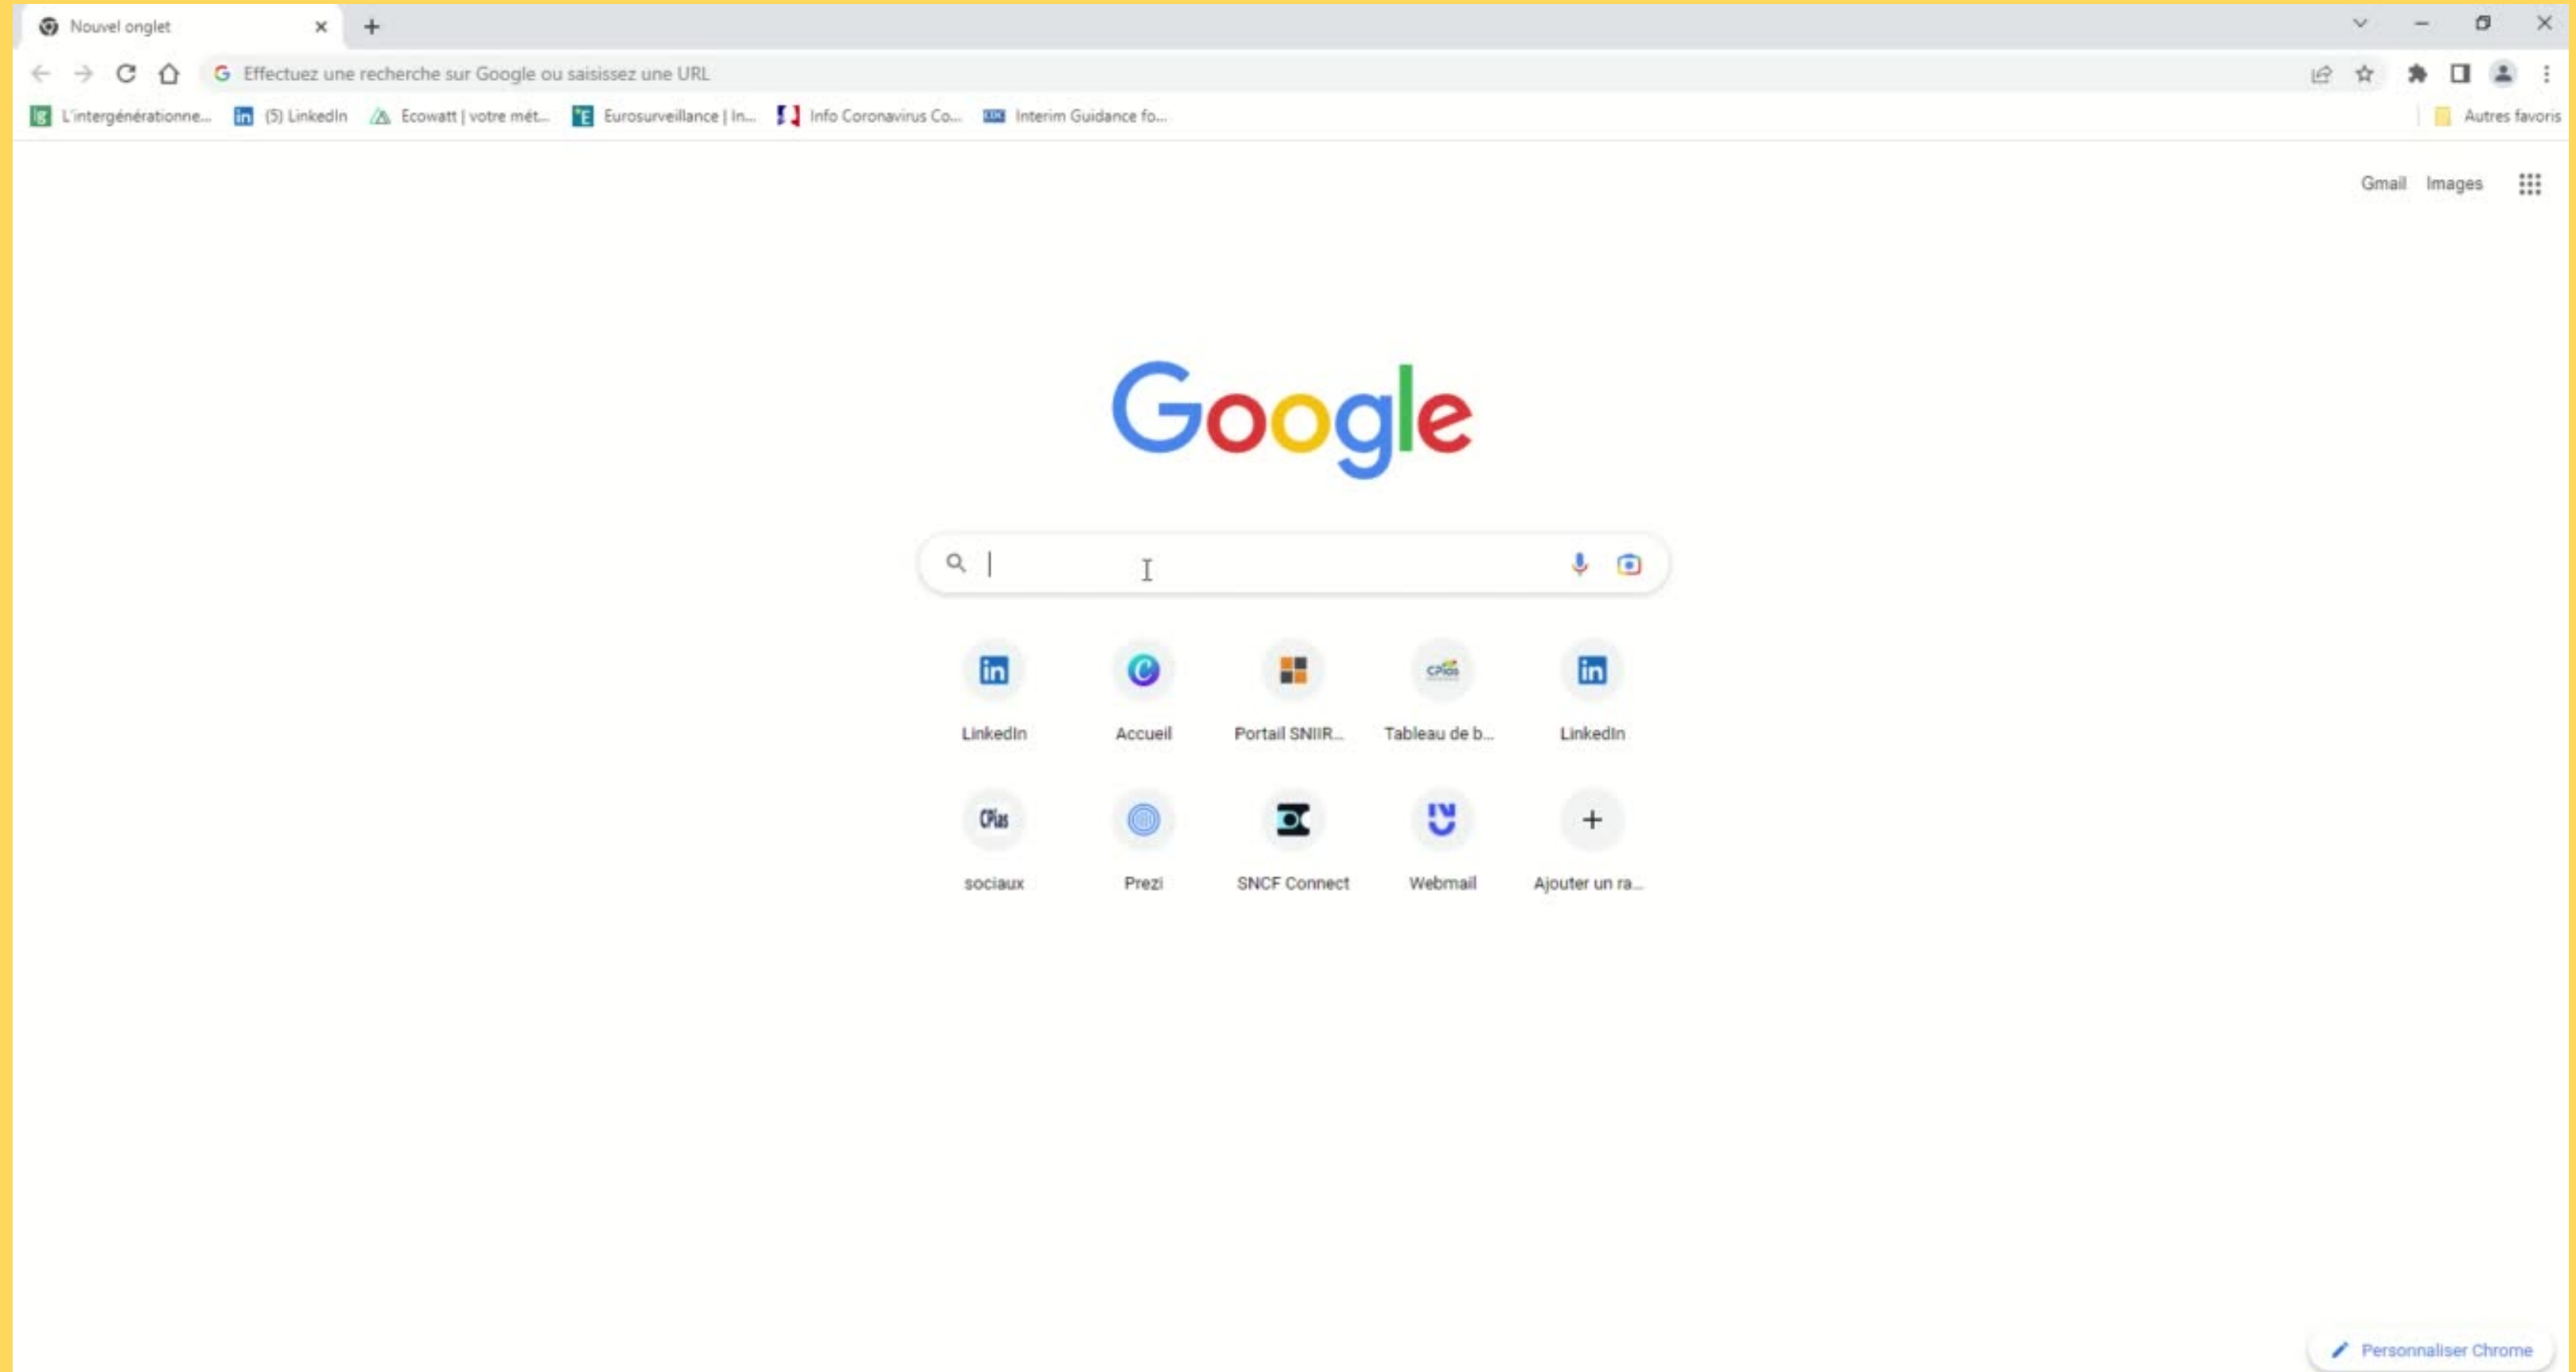 Nouvel onglet
Effectuez une recherche sur Google ou saisissez une URL
L'intergénérationne... (5) LinkedIn Ecowatt | votre mét... Eurosurveillance | In... Info Coronavirus Co... Interim Guidance fo... Autres favoris
Gmail Images
Google
LinkedIn Accueil Portail SNIIR... Tableau de b... LinkedIn
CPias
sociaux Prezi SNCF Connect Webmail Ajouter un ra...
Personnaliser Chrome